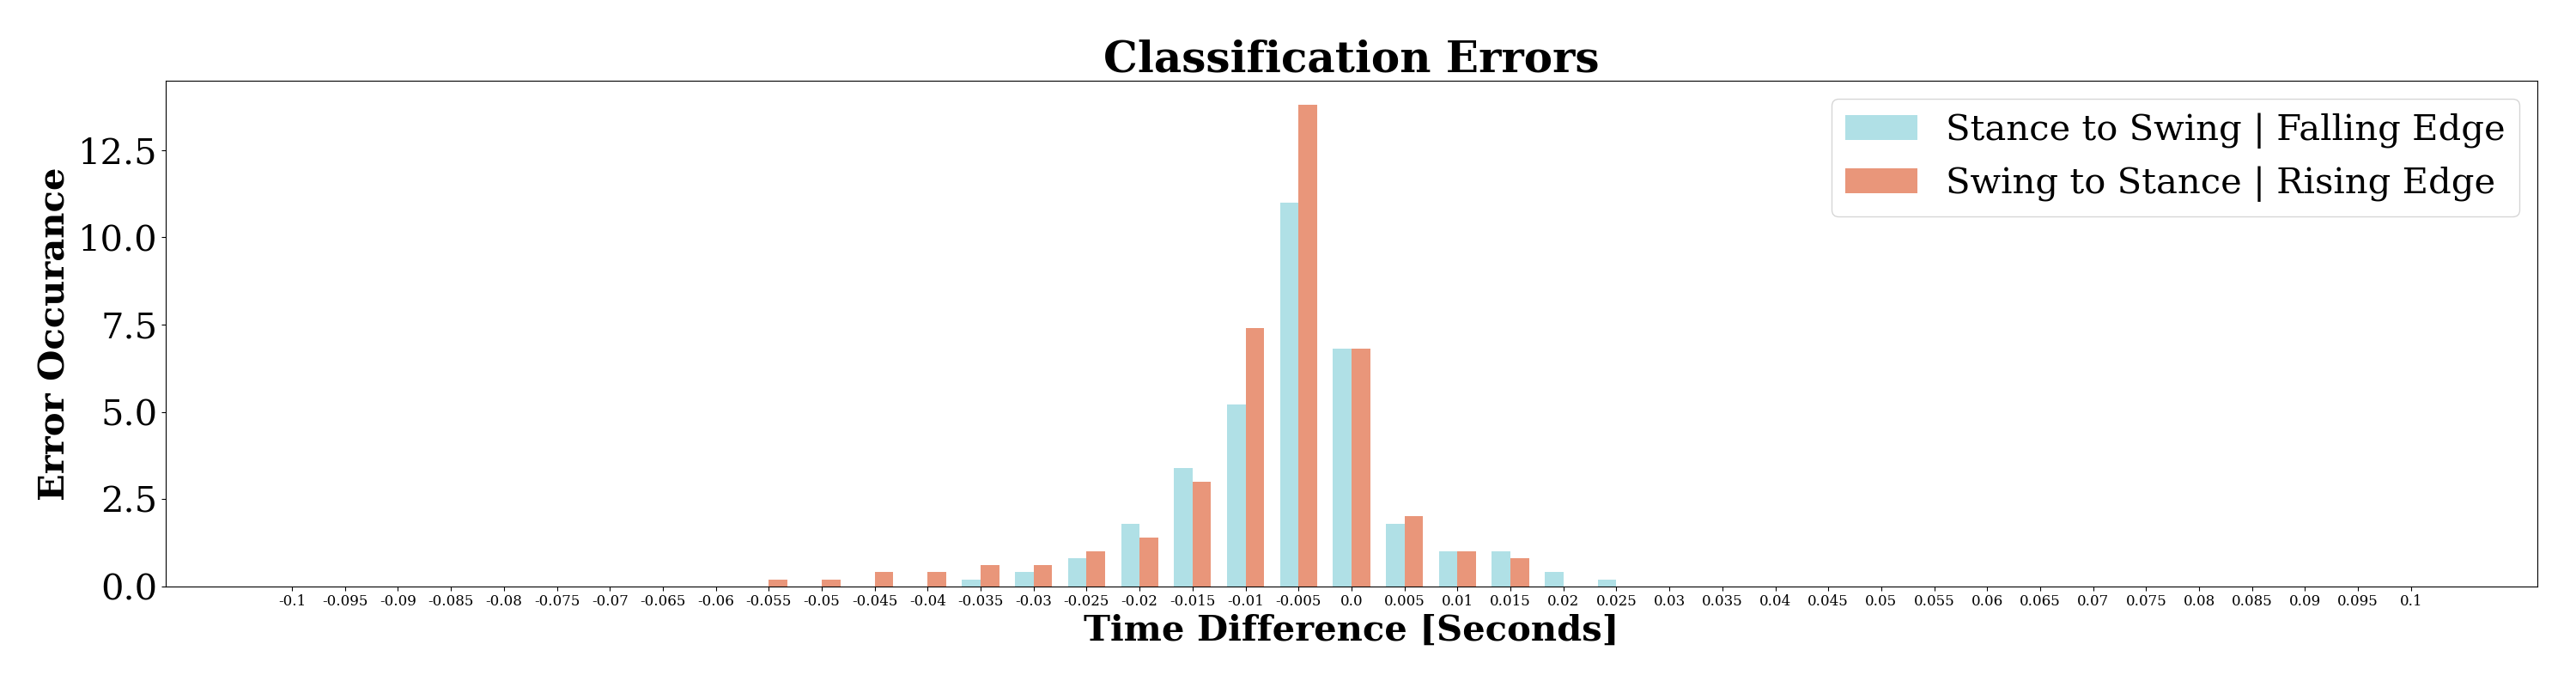 Classification Errors
Stance to Swing | Falling Edge
Swing to Stance | Rising Edge
Error Occurance
12.5
10.0
7.5
5.0
2.5
0.0
-0.1 -0.095 -0.09 -0.085 -0.08 -0.075 -0.07 -0.065 -0.06 -0.055 -0.05 -0.045 -0.04 -0.035 -0.03 -0.025 -0.02 -0.015 -0.01 -0.005 0.0 0.005 0.01 0.015 0.02 0.025 0.03 0.035 0.04 0.045 0.05 0.055 0.06 0.065 0.07 0.075 0.08 0.085 0.09 0.095 0.1
Time Difference [Seconds]